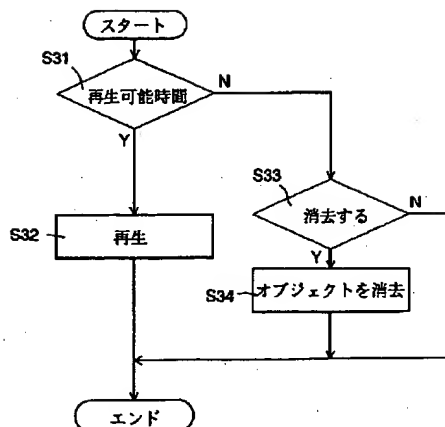 スタート
S31
再生可能時間
N
Y
S33
消去する
N
S32
再生
Y
S34
オブジェクトを消去
エンド